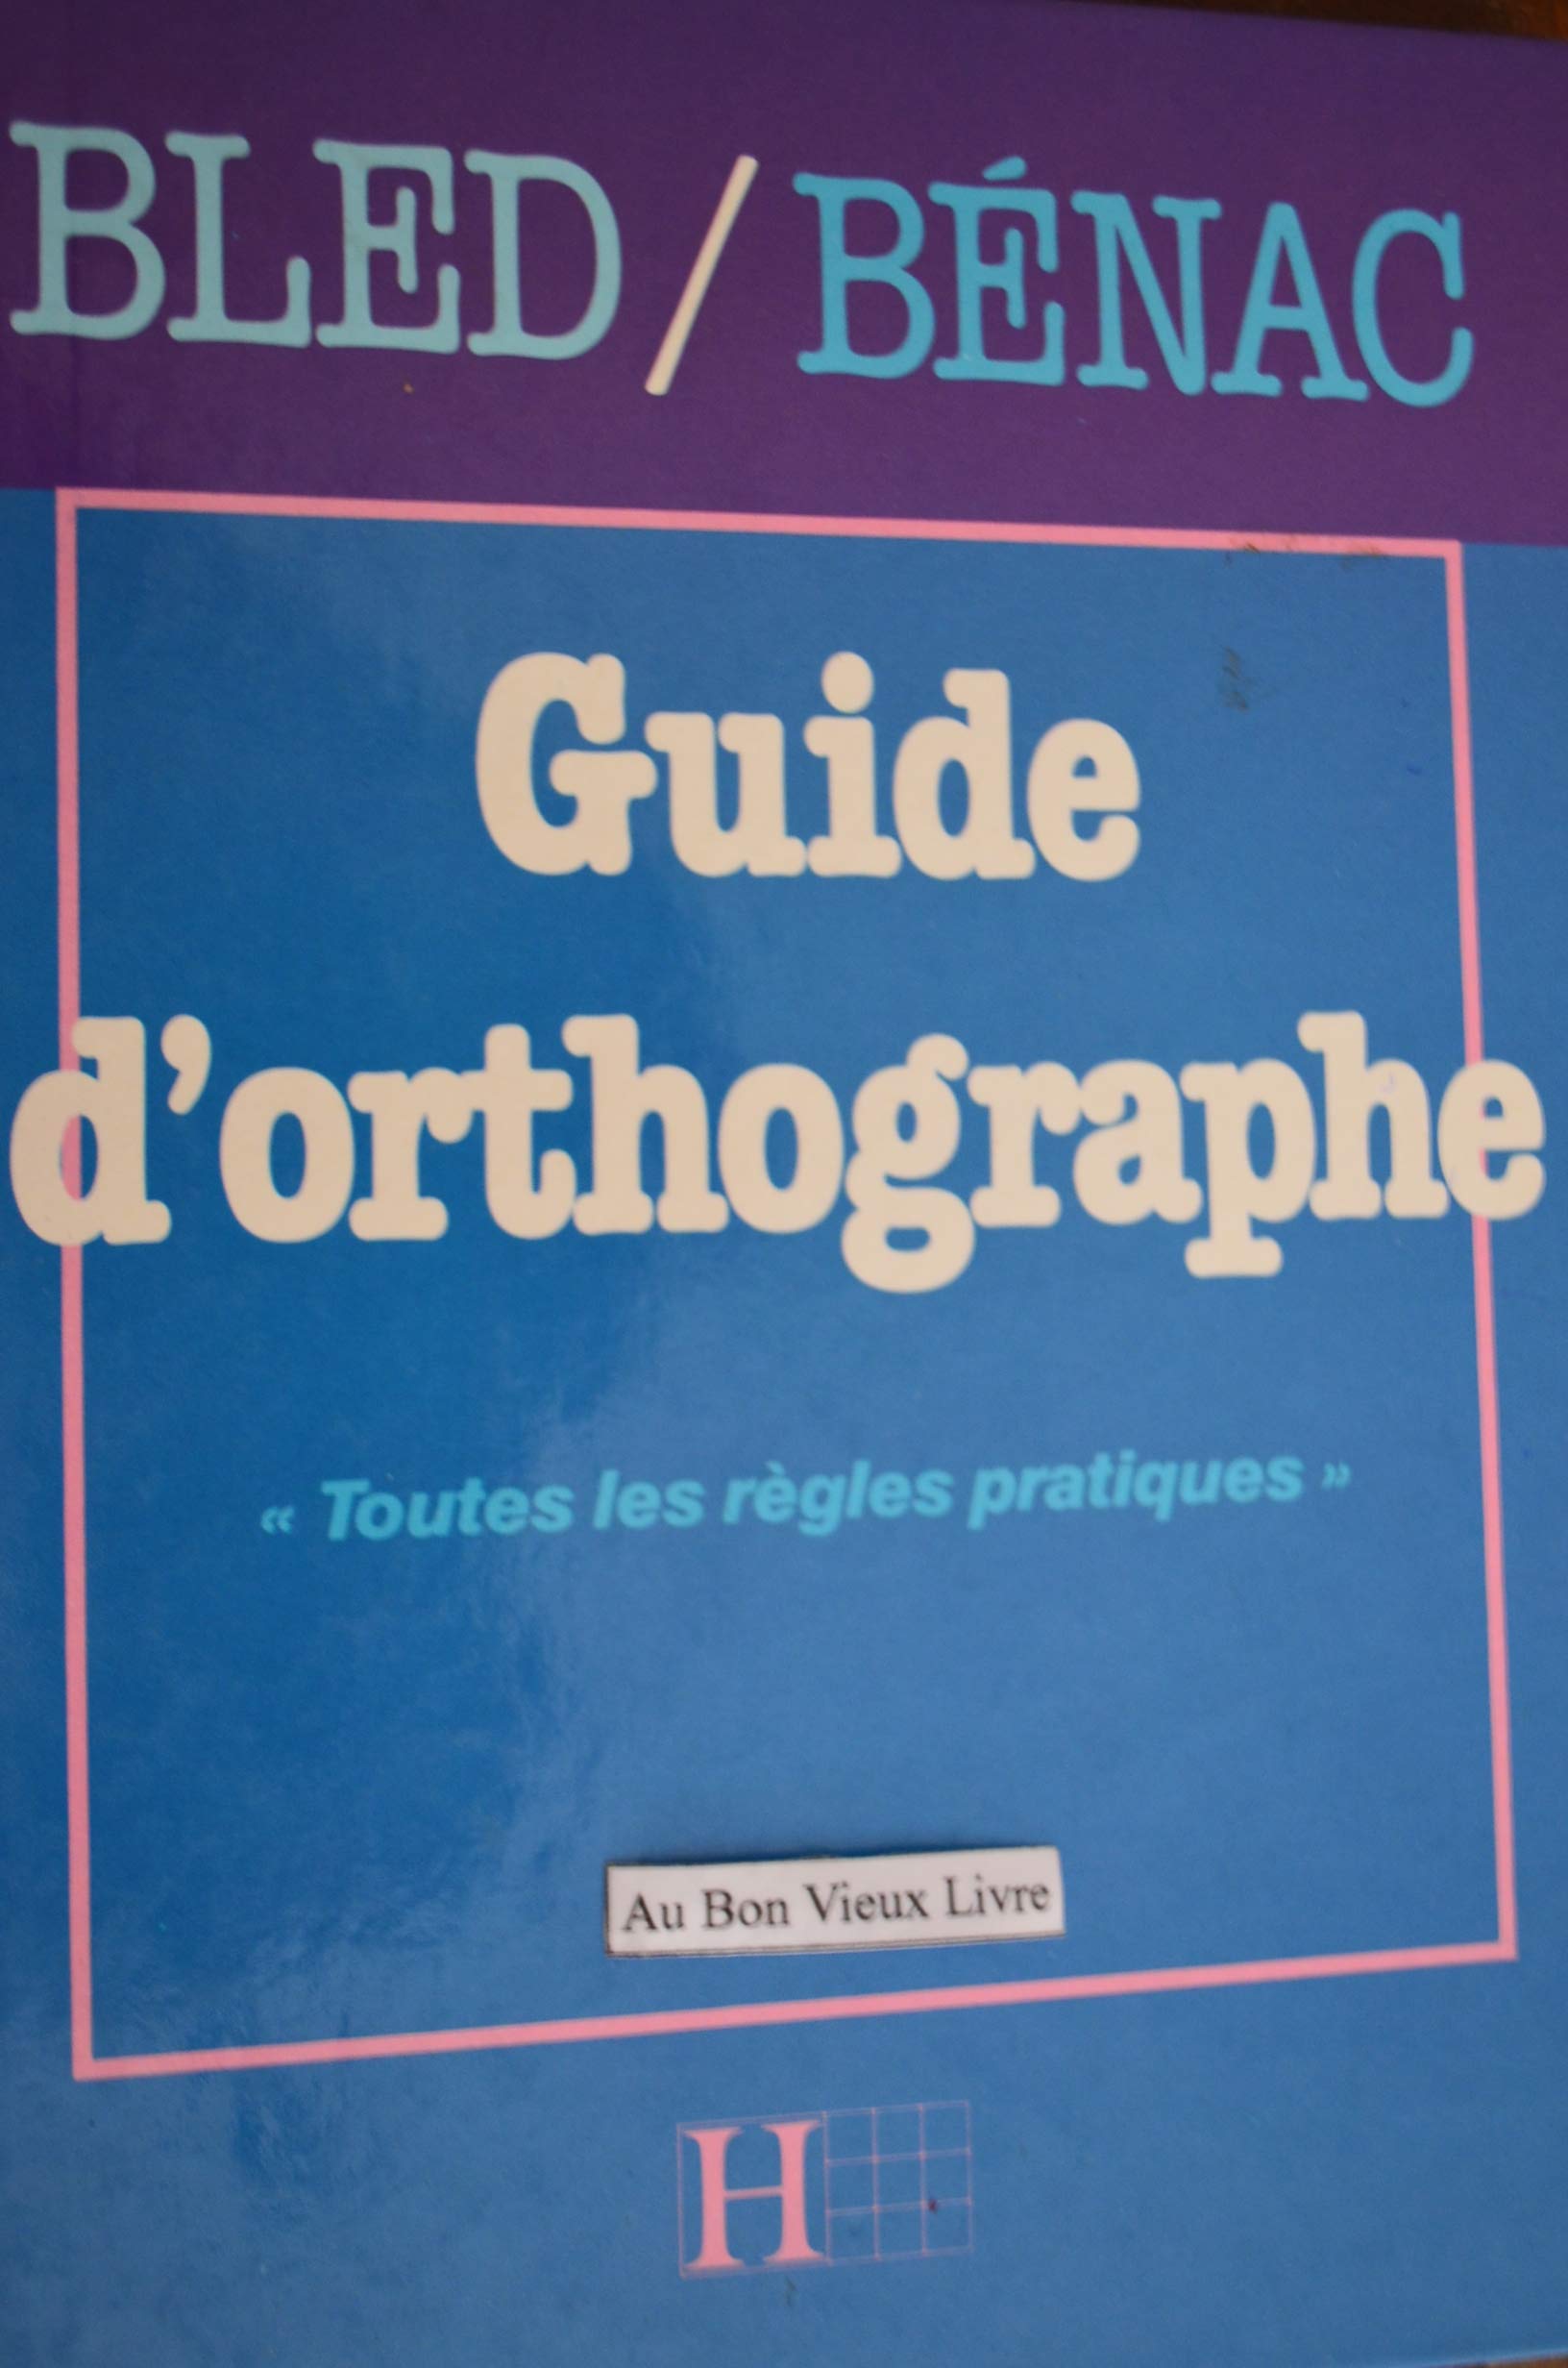 BLED / BÉNAC
Guide
d'orthographe
« Toutes les règles pratiques »
Au Bon Vieux Livre
H